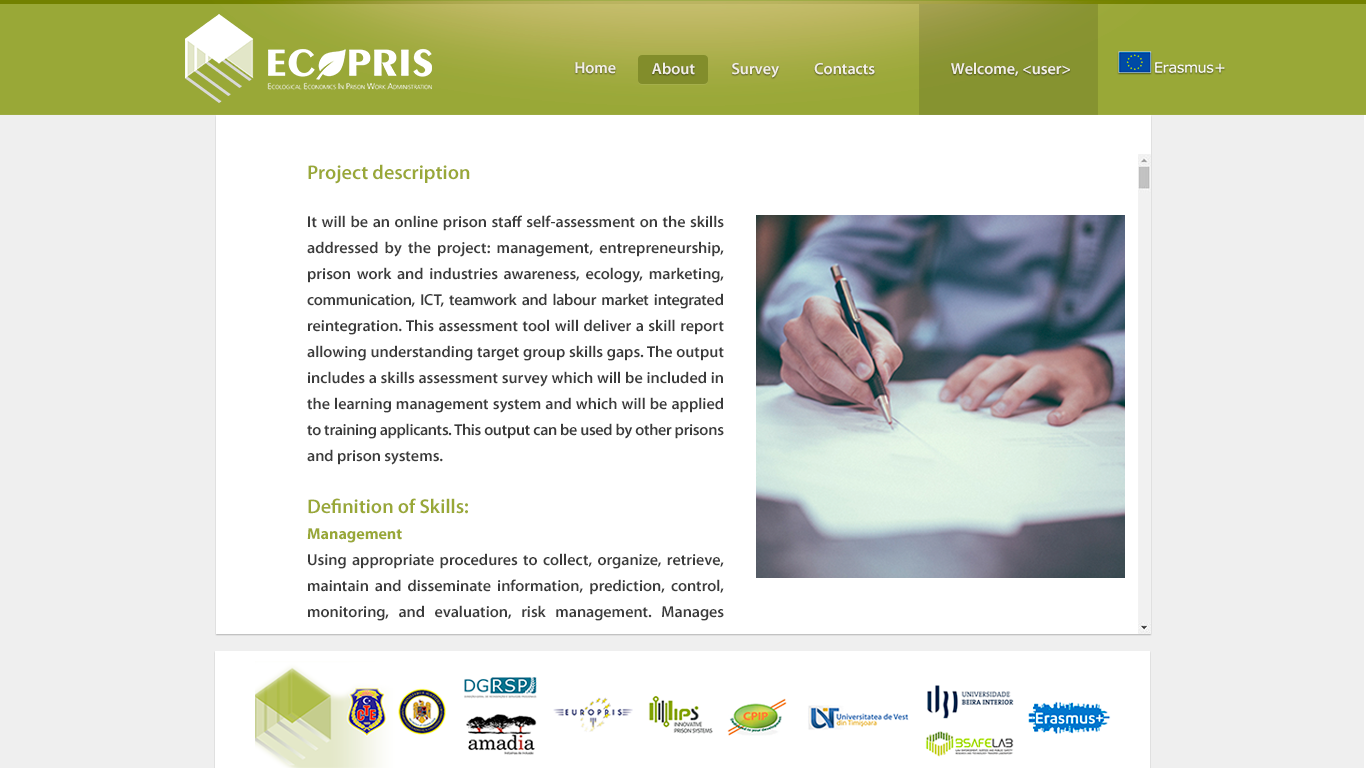 ECOPRIS
ECOLOGICAL ECONOMICS IN PRISON WORK ADMINISTRATION
Home About Survey Contacts Welcome, <user> Erasmus+
Project description
It will be an online prison staff self-assessment on the skills
addressed by the project: management, entrepreneurship,
prison work and industries awareness, ecology, marketing,
communication, ICT, teamwork and labour market integrated
reintegration. This assessment tool will deliver a skill report
allowing understanding target group skills gaps. The output
includes a skills assessment survey which will be included in
the learning management system and which will be applied
to training applicants. This output can be used by other prisons
and prison systems.
Definition of Skills:
Management
Using appropriate procedures to collect, organize, retrieve,
maintain and disseminate information, prediction, control,
monitoring, and evaluation, risk management. Manages
CTE
DGRSP
amadia
EUROPRIS
IPS
INNOVATIVE
PRISON SYSTEMS
CPIP
Universitatea de Vest
din Timișoara
UNIVERSIDADE
BEIRA INTERIOR
BSAFELAB
Erasmus+